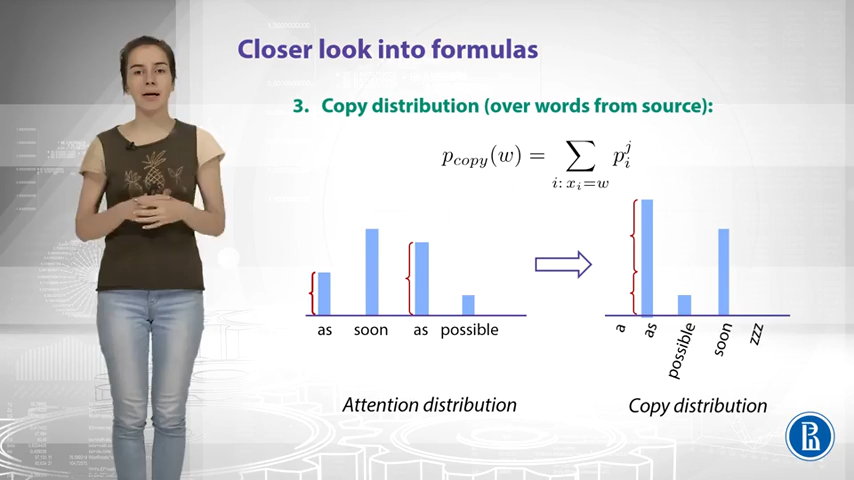 Closer look into formulas
3. Copy distribution (over words from source):
p_copy(w) = ∑_{i: x_i=w} p_i^j
as soon as possible
a as possible soon zzz
Attention distribution
Copy distribution